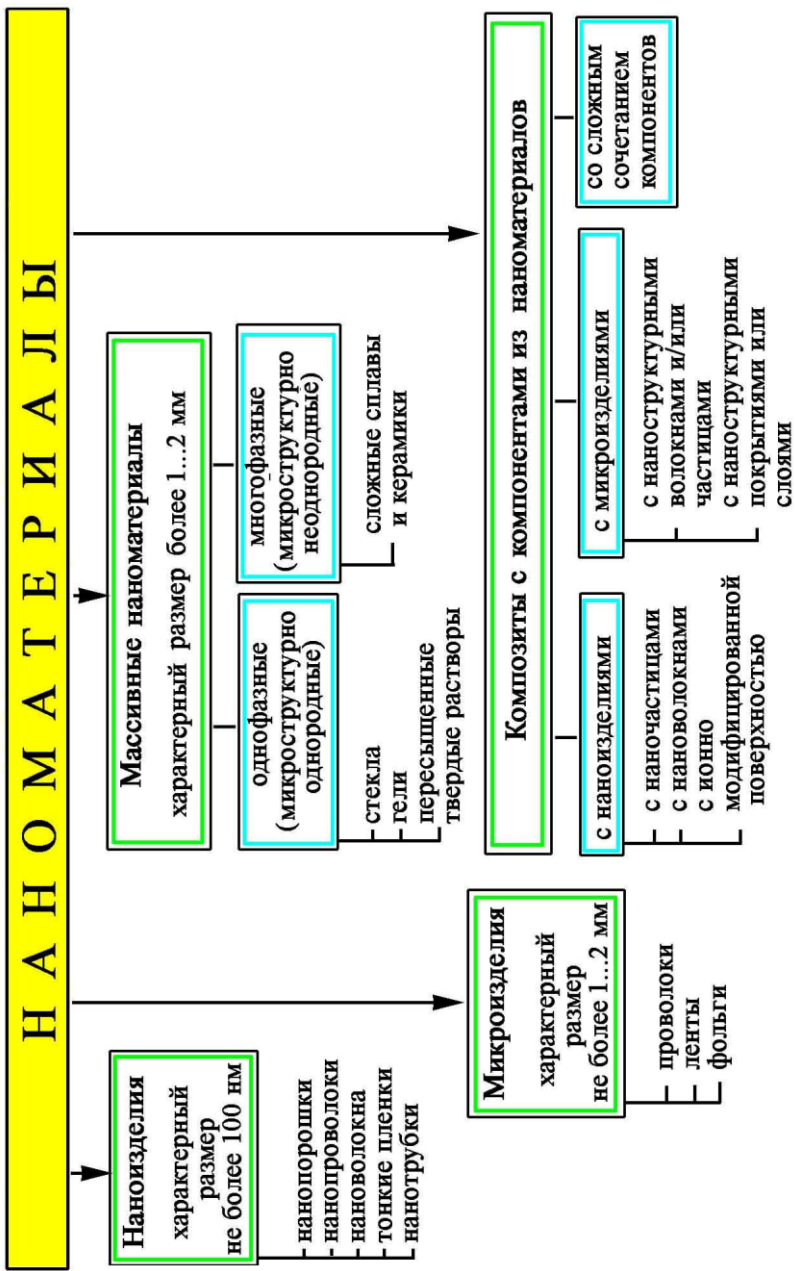 НАНОМАТЕРИАЛЫ
Наноизделия
характерный
размер
не более 100 нм
нанопорошки
нанопроволоки
нановолокна
тонкие пленки
нанотрубки
Микроизделия
характерный
размер
не более 1...2 мм
проволоки
ленты
фольги
Массивные наноматериалы
характерный размер более 1...2 мм
однофазные
(микроструктурно
однородные)
стекла
гели
пересыщенные
твердые растворы
многофазные
(микроструктурно
неоднородные)
сложные сплавы
и керамики
Композиты с компонентами из наноматериалов
с наноизделиями
с наночастицами
с нановолокнами
с ионно
модифицированной
поверхностью
с микроизделиями
с наноструктурными
волокнами и/или
частицами
с наноструктурными
покрытиями или
слоями
со сложным
сочетанием
компонентов